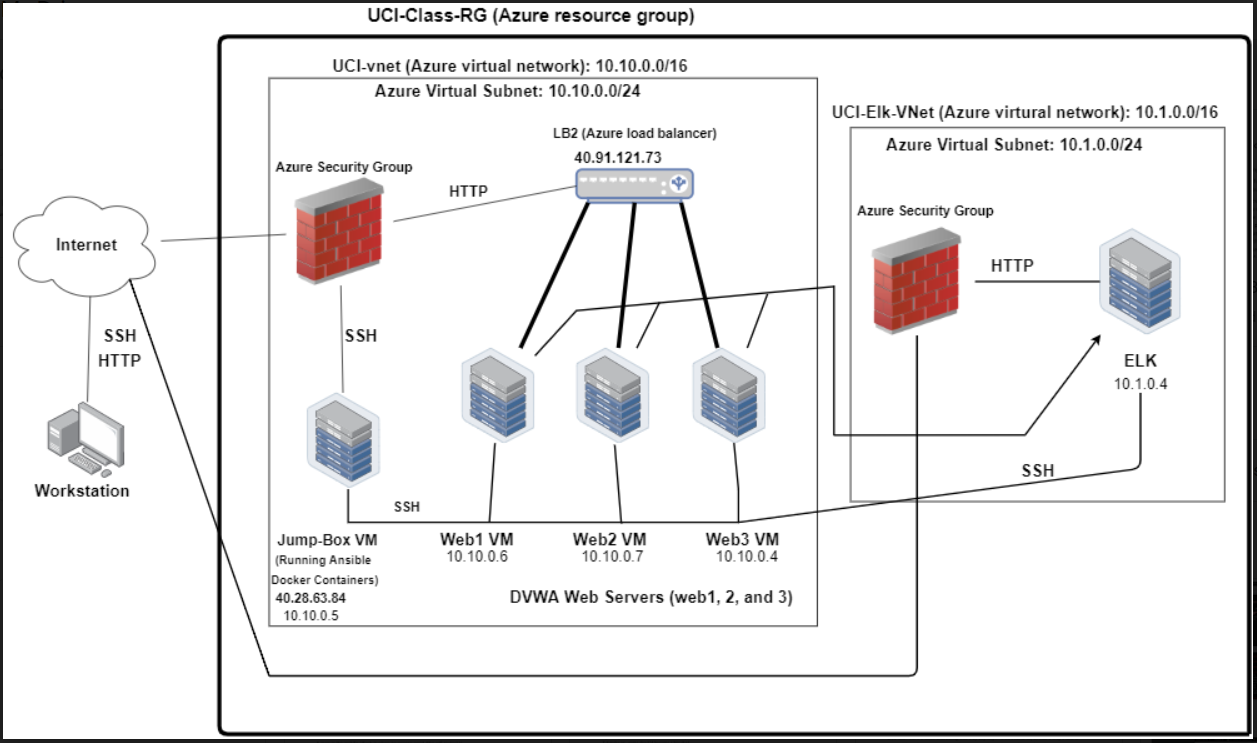 UCI-Class-RG (Azure resource group)
UCI-vnet (Azure virtual network): 10.10.0.0/16
Azure Virtual Subnet: 10.10.0.0/24
UCI-Elk-VNet (Azure virtural network): 10.1.0.0/16
Azure Virtual Subnet: 10.1.0.0/24
LB2 (Azure load balancer)
40.91.121.73
Azure Security Group
HTTP
Azure Security Group
HTTP
Internet
SSH
HTTP
SSH
ELK
10.1.0.4
Workstation
SSH
SSH
Jump-Box VM
(Running Ansible
Docker Containers)
40.28.63.84
10.10.0.5
Web1 VM
10.10.0.6
Web2 VM
10.10.0.7
Web3 VM
10.10.0.4
DVWA Web Servers (web1, 2, and 3)